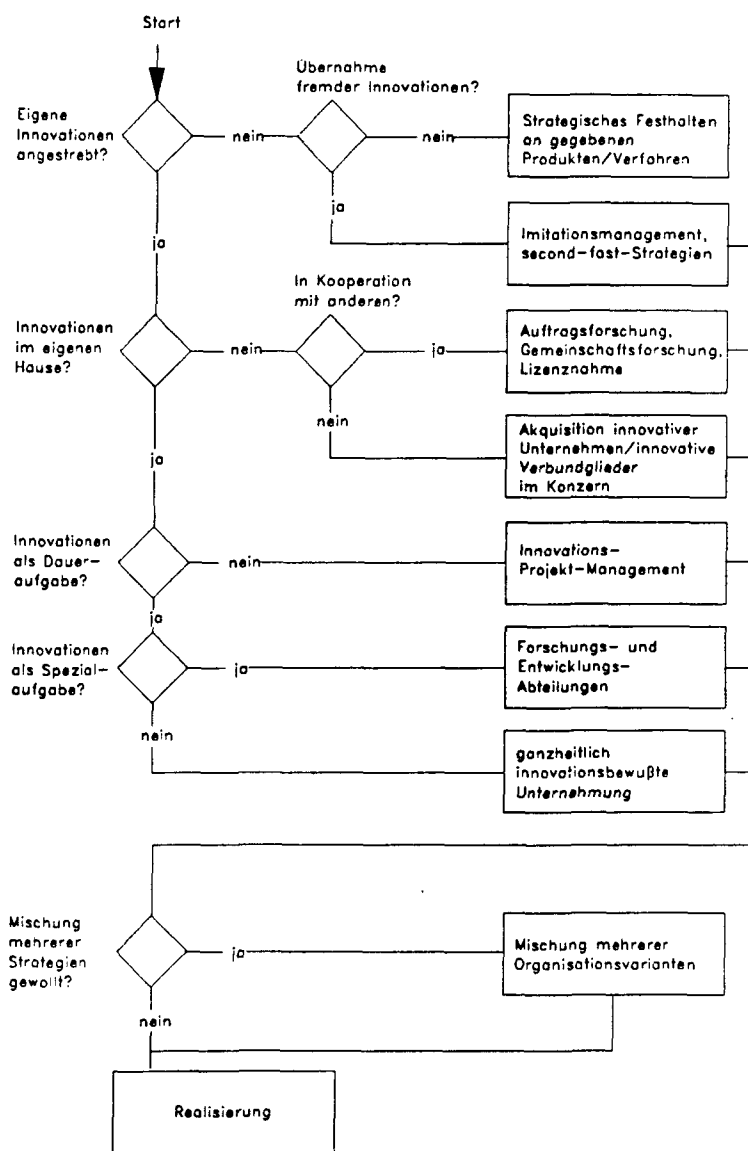 Start
Übernahme
fremder Innovationen?
Eigene
Innovationen
angestrebt?
nein
nein
Strategisches Festhalten
an gegebenen
Produkten/Verfahren
ja
ja
Imitationsmanagement,
second-fast-Strategien
In Kooperation
mit anderen?
Innovationen
im eigenen
Hause?
nein
ja
Auftragsforschung,
Gemeinschaftsforschung,
Lizenznahme
nein
ja
Akquisition innovativer
Unternehmen/innovative
Verbundglieder
im Konzern
Innovationen
als Dauer-
aufgabe?
nein
Innovations-
Projekt-Management
ja
Innovationen
als Spezial-
aufgabe?
ja
Forschungs- und
Entwicklungs-
Abteilungen
nein
ganzheitlich
innovationsbewußte
Unternehmung
Mischung
mehrerer
Strategien
gewollt?
ja
Mischung mehrerer
Organisationsvarianten
nein
Realisierung